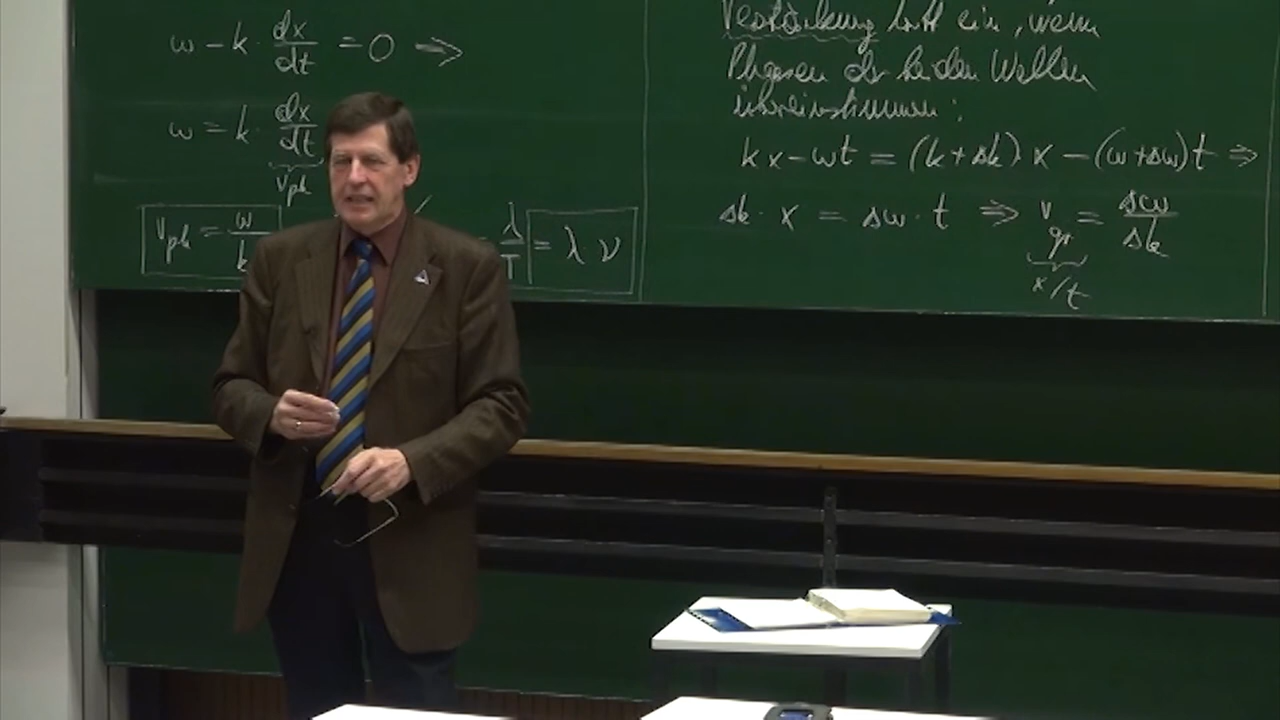 ω − k · dx/dt = 0 ⇒
ω = k · dx/dt
v_ph
v_ph = ω/k
= λ/T = λ ν
Verstärkung tritt ein, wenn
Phasen der beiden Wellen
übereinstimmen:
kx − ωt = (k + Δk) x − (ω + Δω) t ⇒
Δk · x = Δω · t ⇒ v_gr = Δω/Δk
x/t